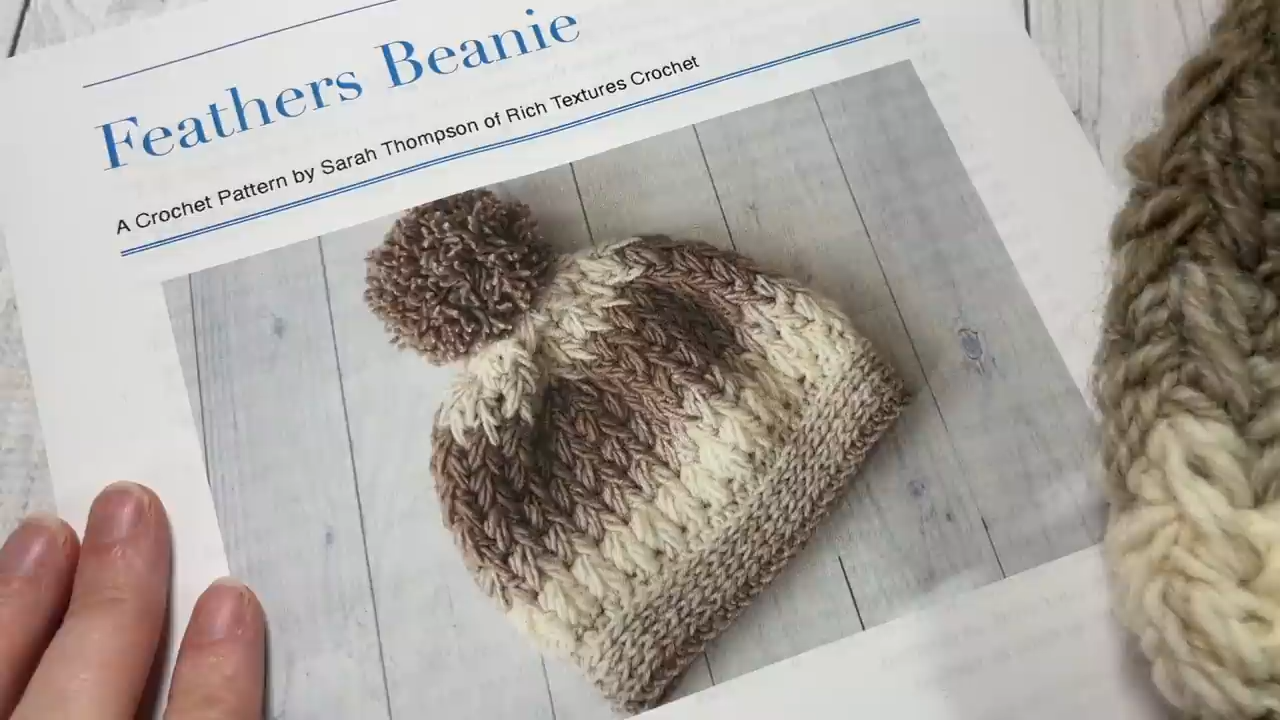 Feathers Beanie
A Crochet Pattern by Sarah Thompson of Rich Textures Crochet